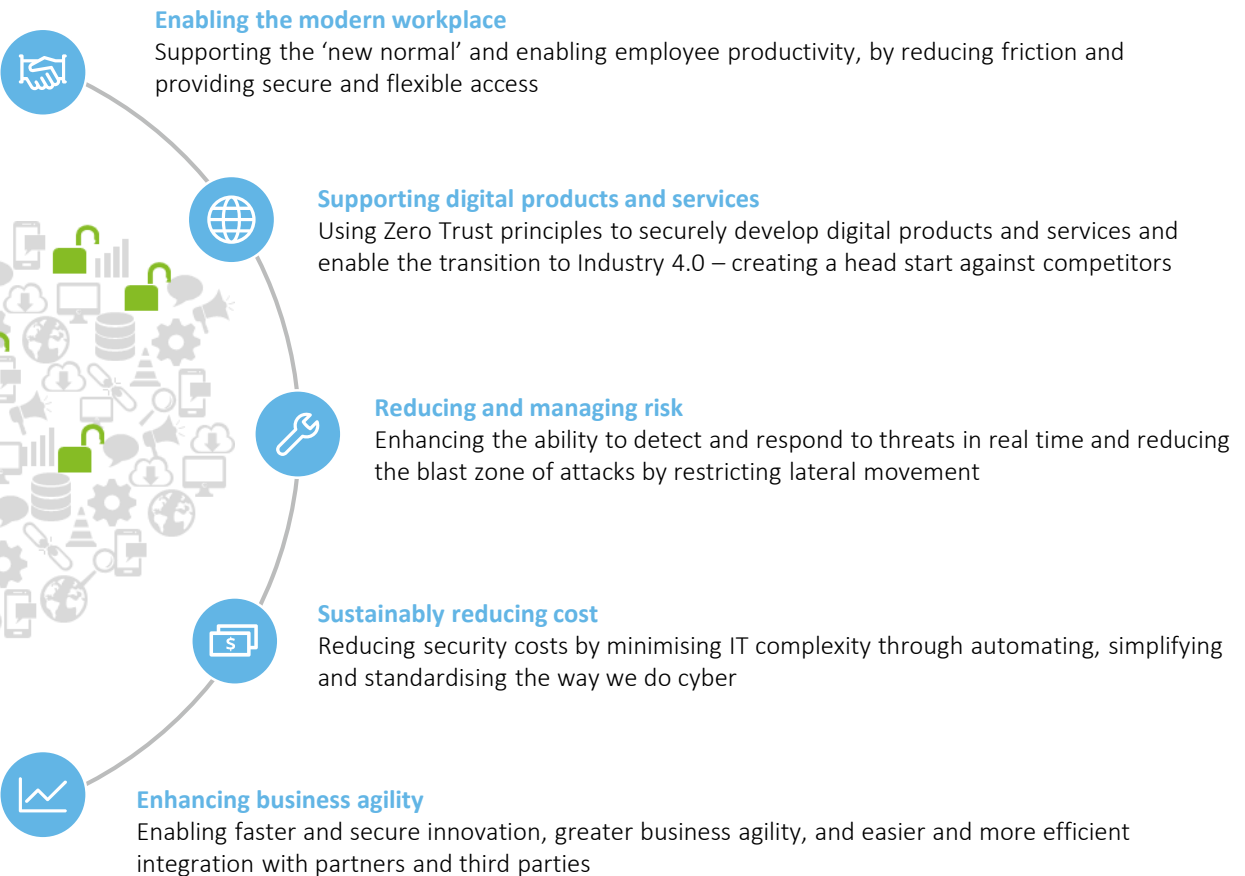 Enabling the modern workplace
Supporting the ‘new normal’ and enabling employee productivity, by reducing friction and
providing secure and flexible access
Supporting digital products and services
Using Zero Trust principles to securely develop digital products and services and
enable the transition to Industry 4.0 – creating a head start against competitors
Reducing and managing risk
Enhancing the ability to detect and respond to threats in real time and reducing
the blast zone of attacks by restricting lateral movement
Sustainably reducing cost
$
Reducing security costs by minimising IT complexity through automating, simplifying
and standardising the way we do cyber
Enhancing business agility
Enabling faster and secure innovation, greater business agility, and easier and more efficient
integration with partners and third parties